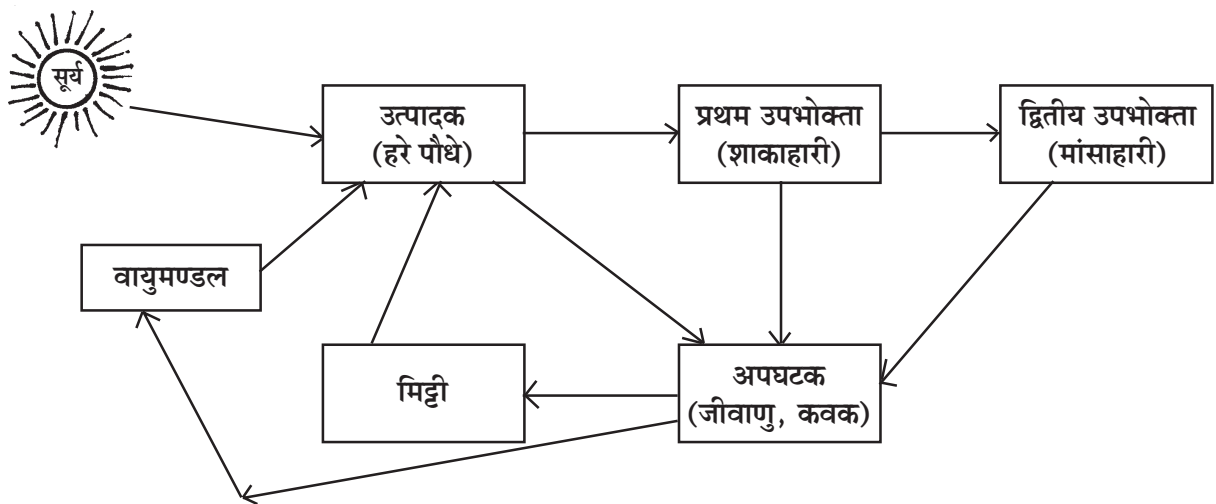 सूर्य
उत्पादक
(हरे पौधे)
प्रथम उपभोक्ता
(शाकाहारी)
द्वितीय उपभोक्ता
(मांसाहारी)
वायुमण्डल
मिट्टी
अपघटक
(जीवाणु, कवक)